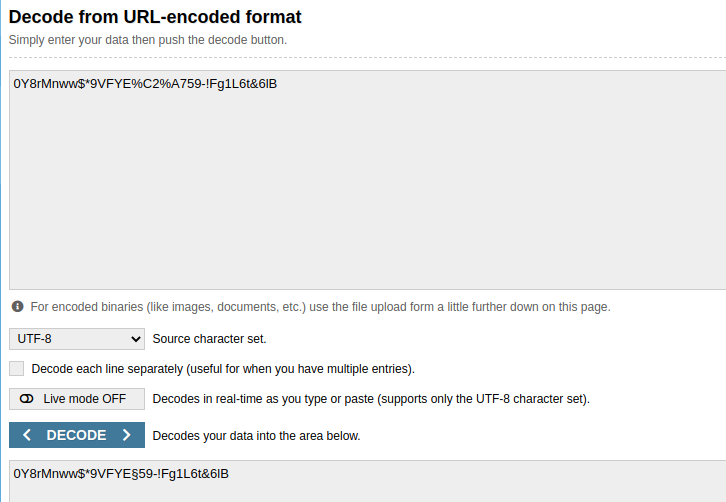 Decode from URL-encoded format
Simply enter your data then push the decode button.
0Y8rMnww$*9VFYE%C2%A759-!Fg1L6t&6lB
For encoded binaries (like images, documents, etc.) use the file upload form a little further down on this page.
UTF-8 Source character set.
Decode each line separately (useful for when you have multiple entries).
Live mode OFF Decodes in real-time as you type or paste (supports only the UTF-8 character set).
< DECODE > Decodes your data into the area below.
0Y8rMnww$*9VFYE§59-!Fg1L6t&6lB